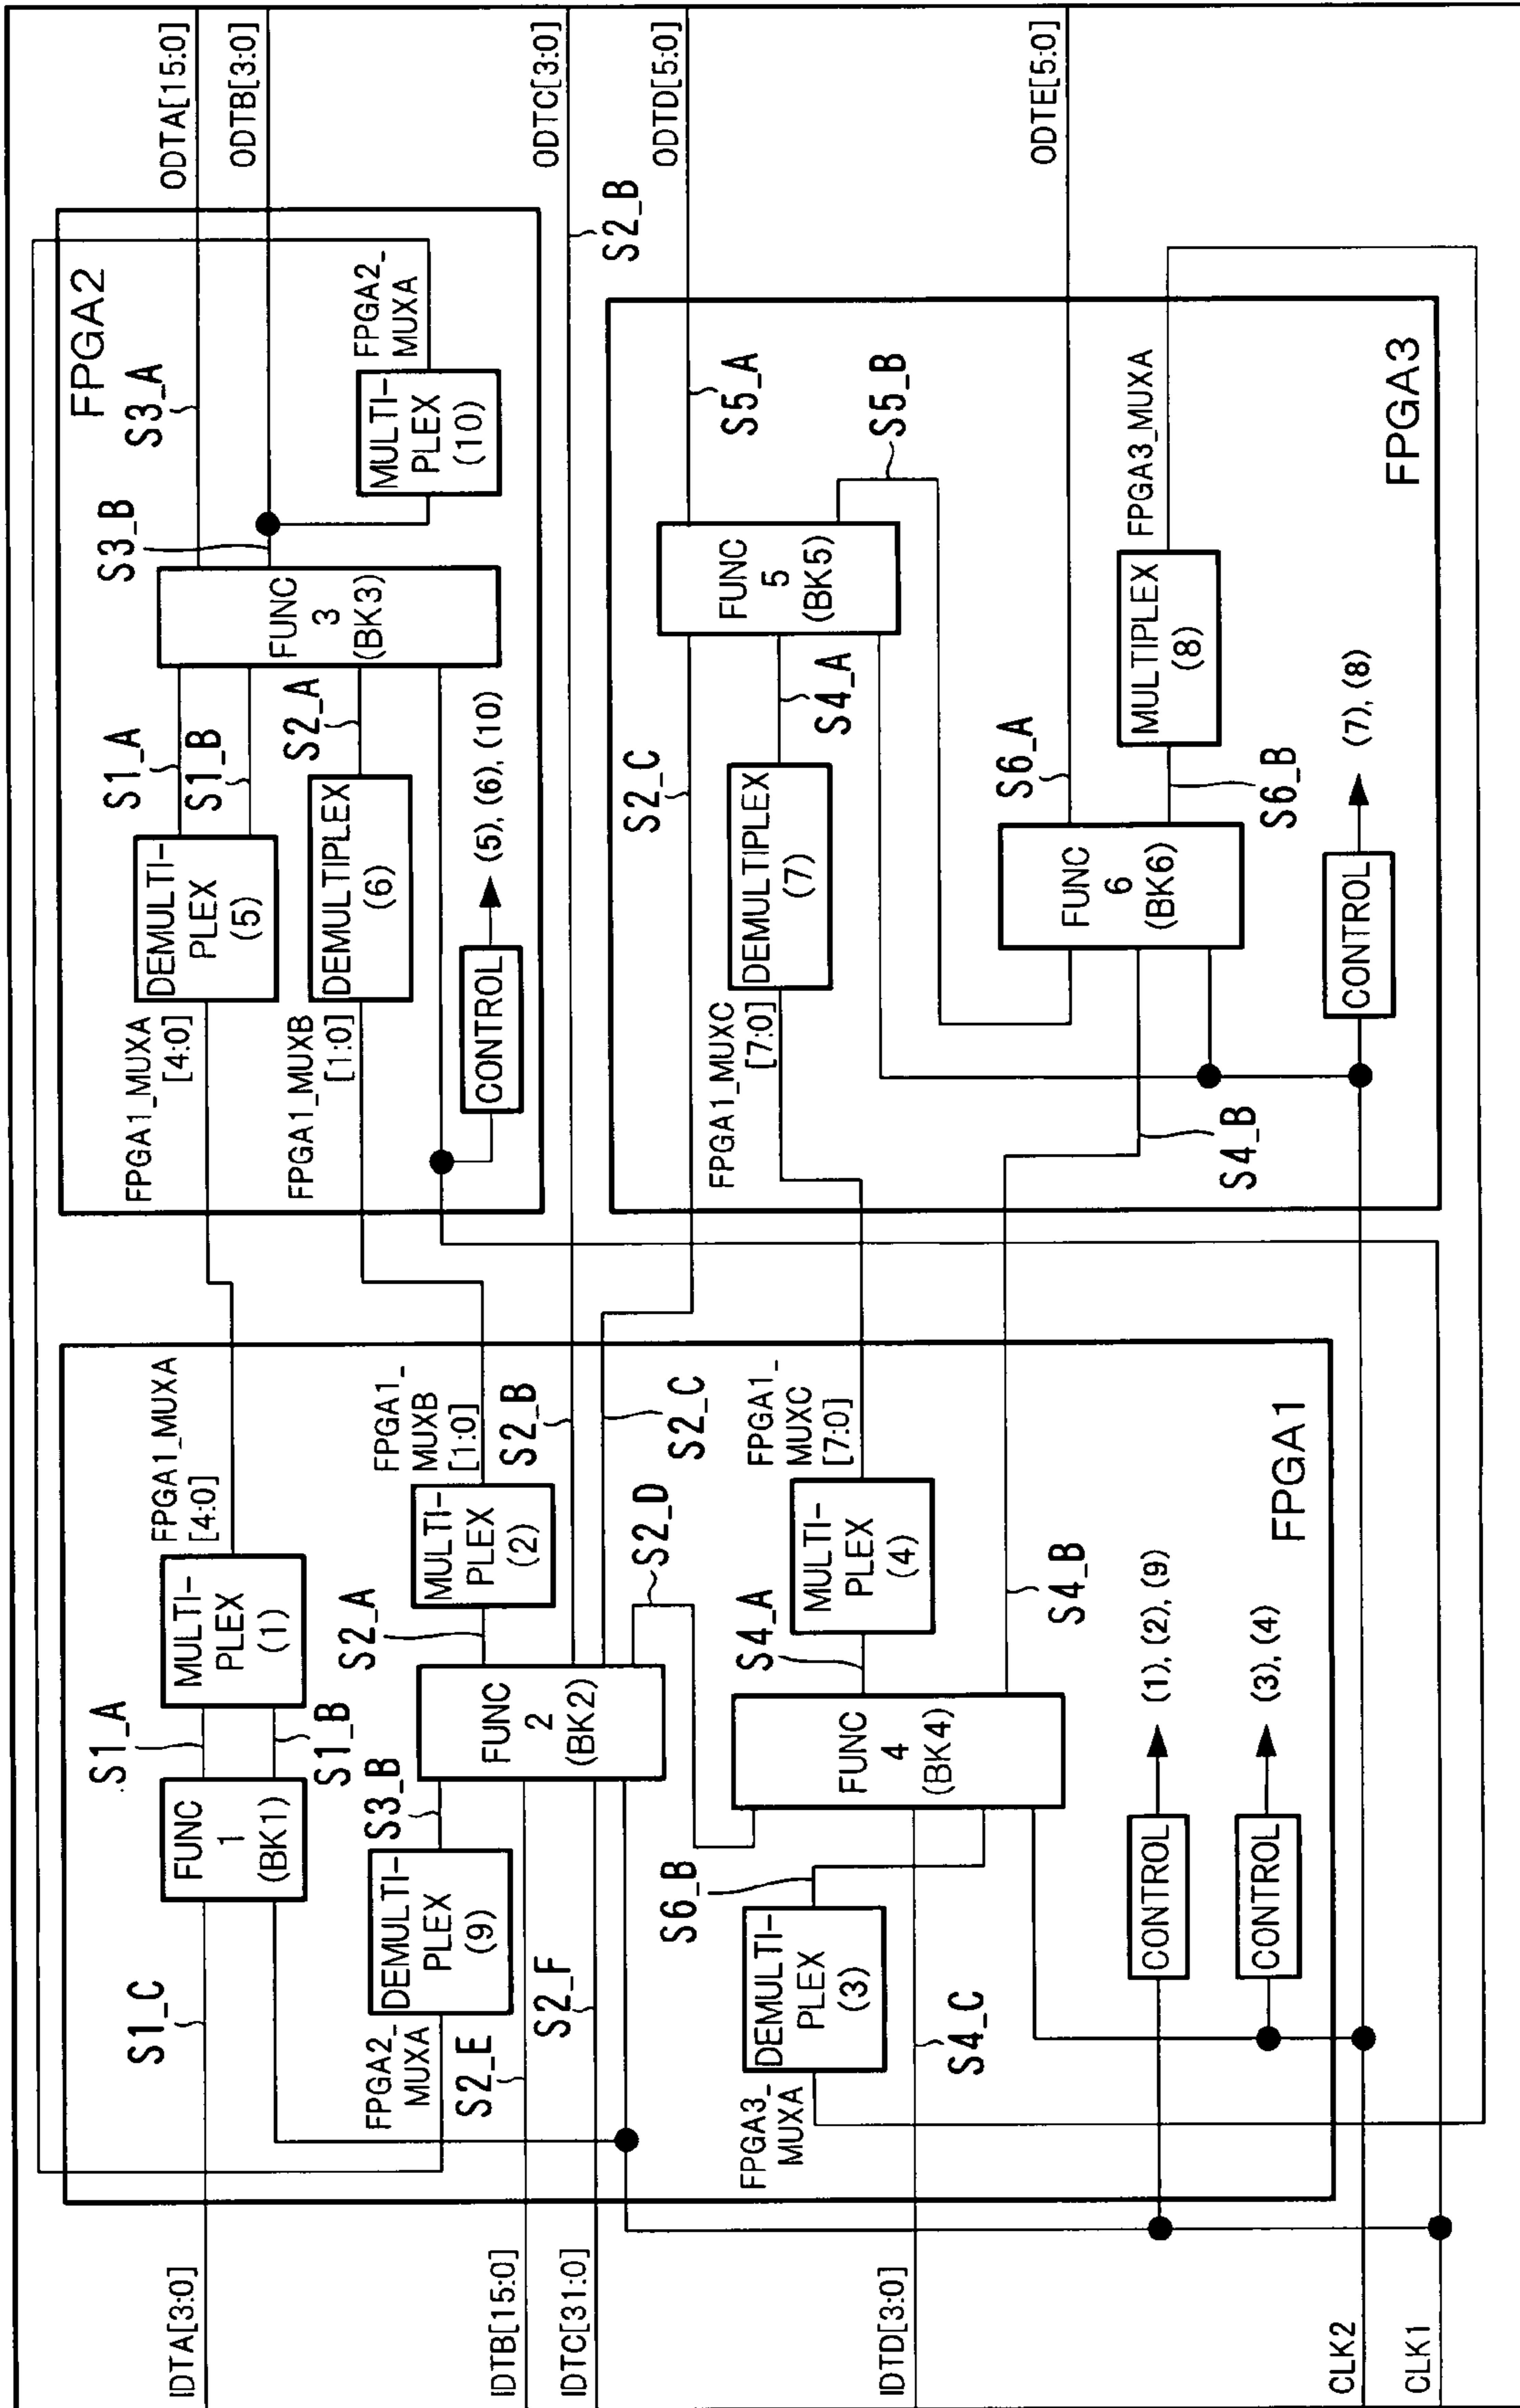 IDTA[3:0]
IDTB[15:0]
IDTC[31:0]
IDTD[3:0]
CLK2
CLK1
FPGA1
S1_C
FUNC
1
(BK1)
S1_A
S1_B
MULTI-
PLEX
(1)
FPGA1_MUXA
[4:0]
FPGA2_
MUXA
S2_E
S2_F
DEMULTI-
PLEX
(9)
S3_B
FUNC
2
(BK2)
S2_A
MULTI-
PLEX
(2)
FPGA1_
MUXB
[1:0]
S2_B
S2_C
S2_D
FPGA3_
MUXA
DEMULTI-
PLEX
(3)
S6_B
S4_C
FUNC
4
(BK4)
S4_A
MULTI-
PLEX
(4)
FPGA1_
MUXC
[7:0]
S4_B
CONTROL
(1), (2), (9)
CONTROL
(3), (4)
FPGA2
FPGA1_MUXA
[4:0]
DEMULTI-
PLEX
(5)
S1_A
S1_B
FPGA1_MUXB
[1:0]
DEMULTIPLEX
(6)
S2_A
CONTROL
(5), (6), (10)
FUNC
3
(BK3)
S3_B
S3_A
MULTI-
PLEX
(10)
FPGA2_
MUXA
S2_B
FPGA3
S2_C
FPGA1_MUXC
[7:0]
DEMULTIPLEX
(7)
S4_A
FUNC
5
(BK5)
S5_A
S5_B
S4_B
FUNC
6
(BK6)
S6_A
S6_B
MULTIPLEX
(8)
FPGA3_MUXA
CONTROL
(7), (8)
ODTA[15:0]
ODTB[3:0]
ODTC[3:0]
ODTD[5:0]
ODTE[5:0]